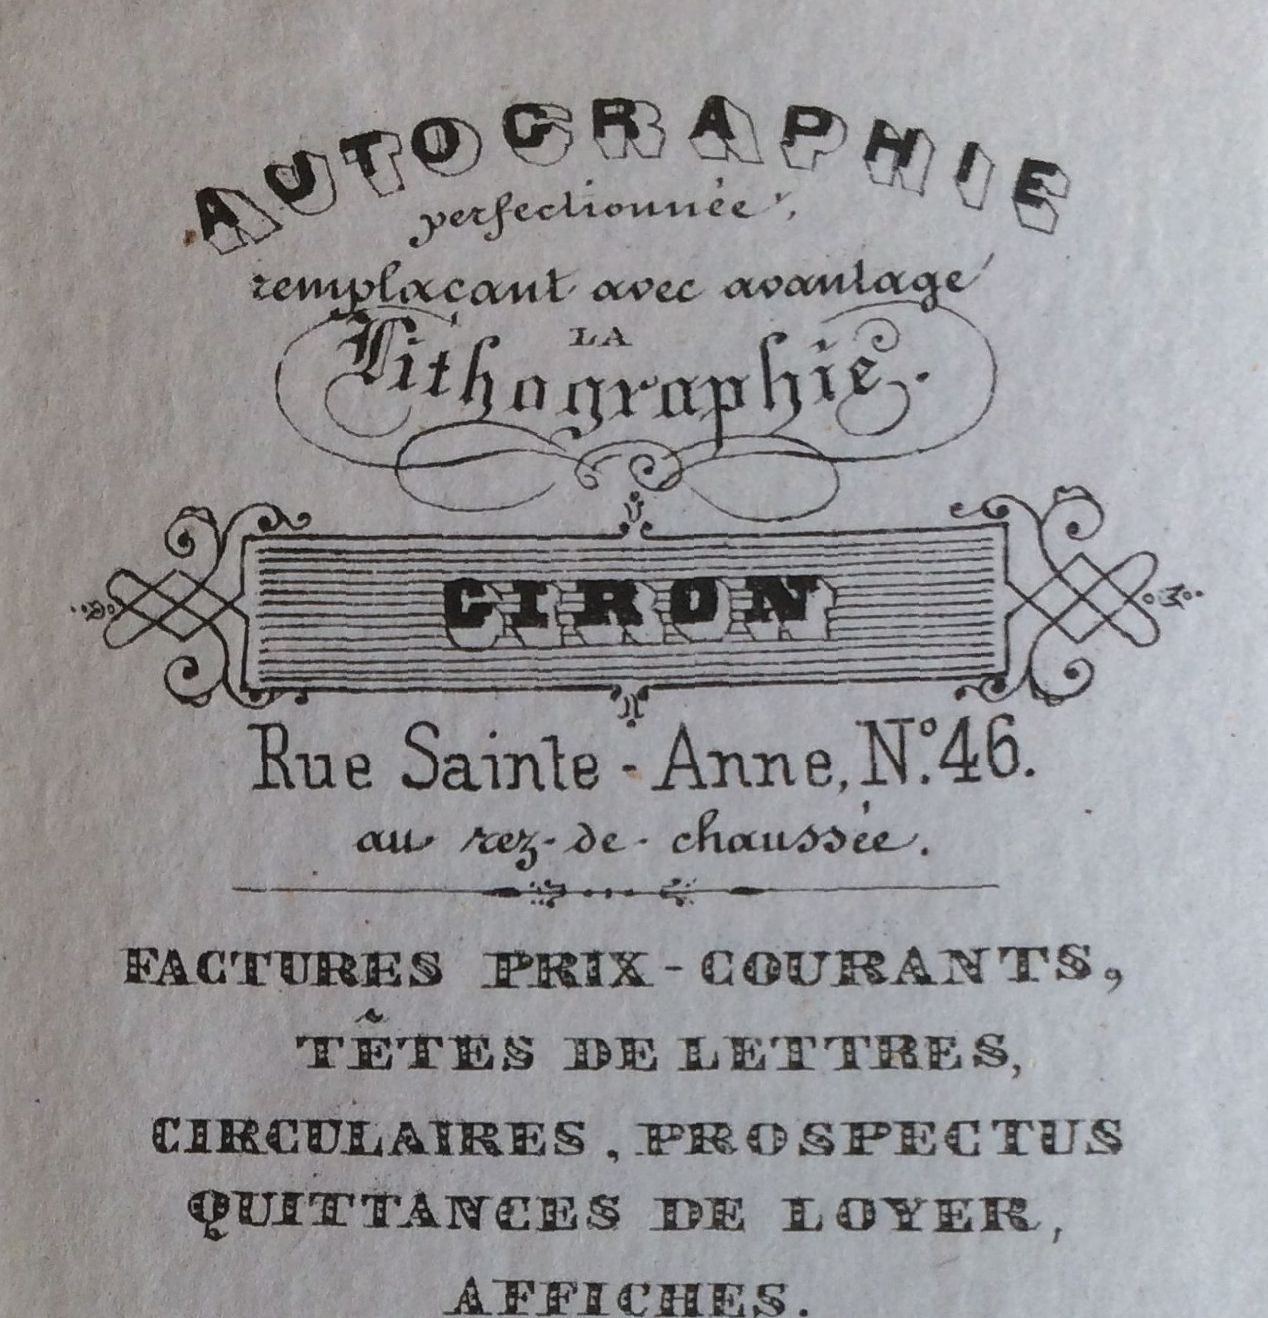 AUTOGRAPHIE
perfectionnée,
remplaçant avec avantage
LA
Lithographie.
CIRON
Rue Sainte-Anne, N.º 46.
au rez-de-chaussée.
FACTURES PRIX-COURANTS,
TÊTES DE LETTRES,
CIRCULAIRES, PROSPECTUS
QUITTANCES DE LOYER,
AFFICHES.